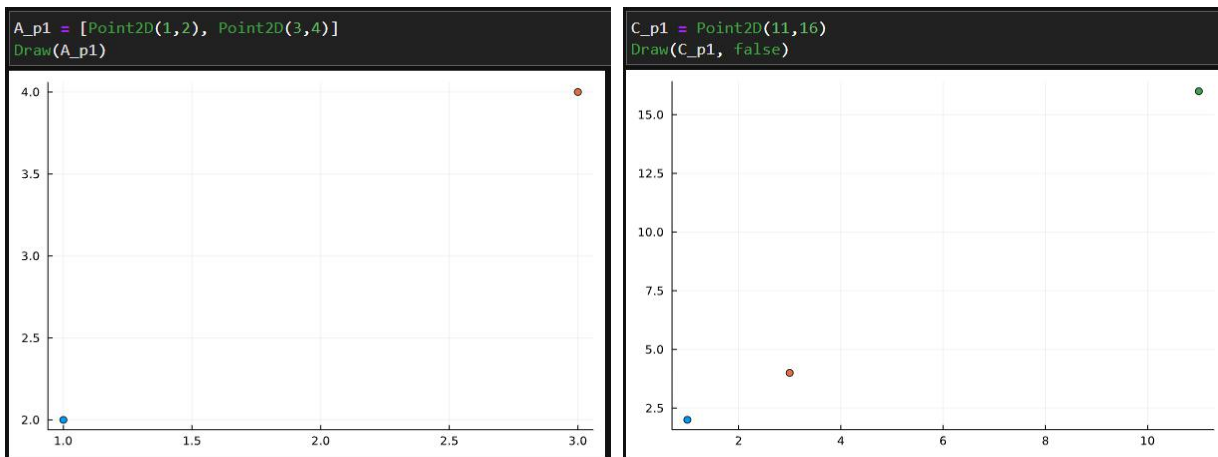 A_p1 = [Point2D(1,2), Point2D(3,4)]
Draw(A_p1)
4.0
3.5
3.0
2.5
2.0
1.0 1.5 2.0 2.5 3.0
C_p1 = Point2D(11,16)
Draw(C_p1, false)
15.0
12.5
10.0
7.5
5.0
2.5
2 4 6 8 10